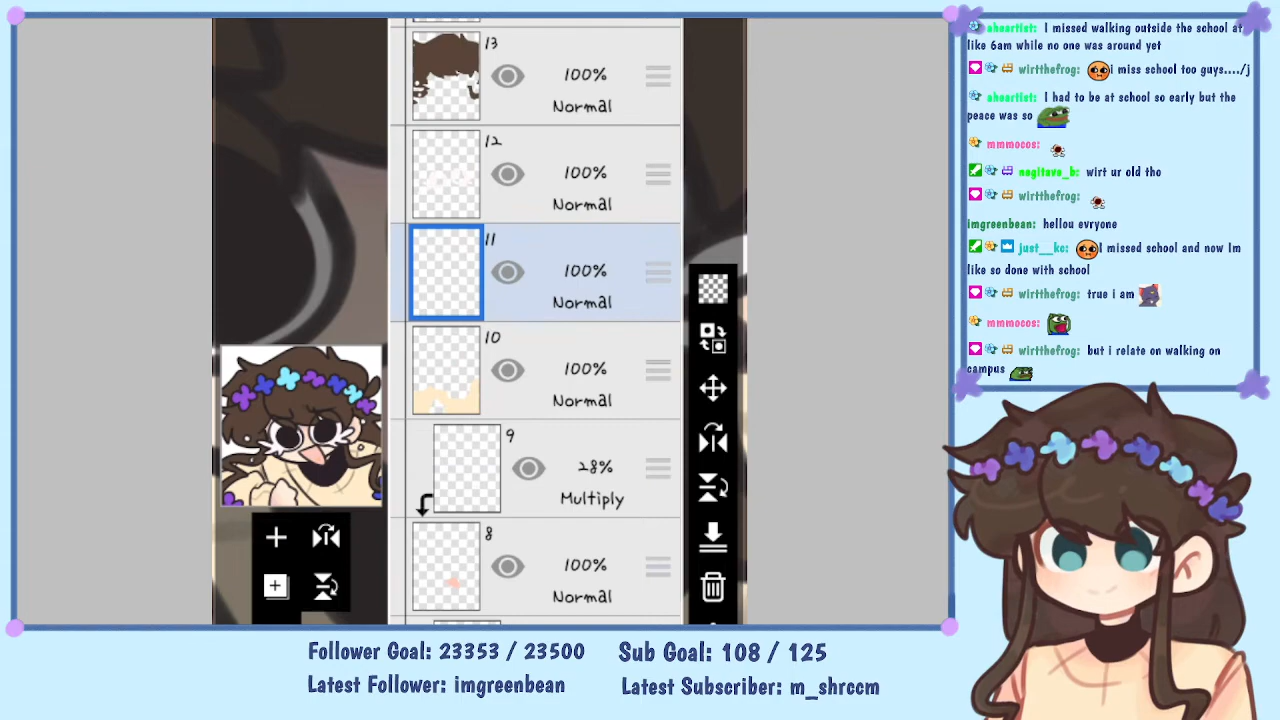 13
100%
Normal
12
100%
Normal
11
100%
Normal
10
100%
Normal
9
28%
Multiply
8
100%
Normal
ahoartist: I missed walking outside the school at
like 6am while no one was around yet
wirtthefrog: i miss school too guys..../j
ahoartist: I had to be at school so early but the
peace was so
mmmocos:
nagitavo_b: wirt ur old tho
wirtthefrog:
imgreenbean: hellou evryone
just__kc: I missed school and now Im
like so done with school
wirtthefrog: true i am
mmmocos:
wirtthefrog: but i relate on walking on
campus
Follower Goal: 23353 / 23500
Sub Goal: 108 / 125
Latest Follower: imgreenbean
Latest Subscriber: m_shrccm